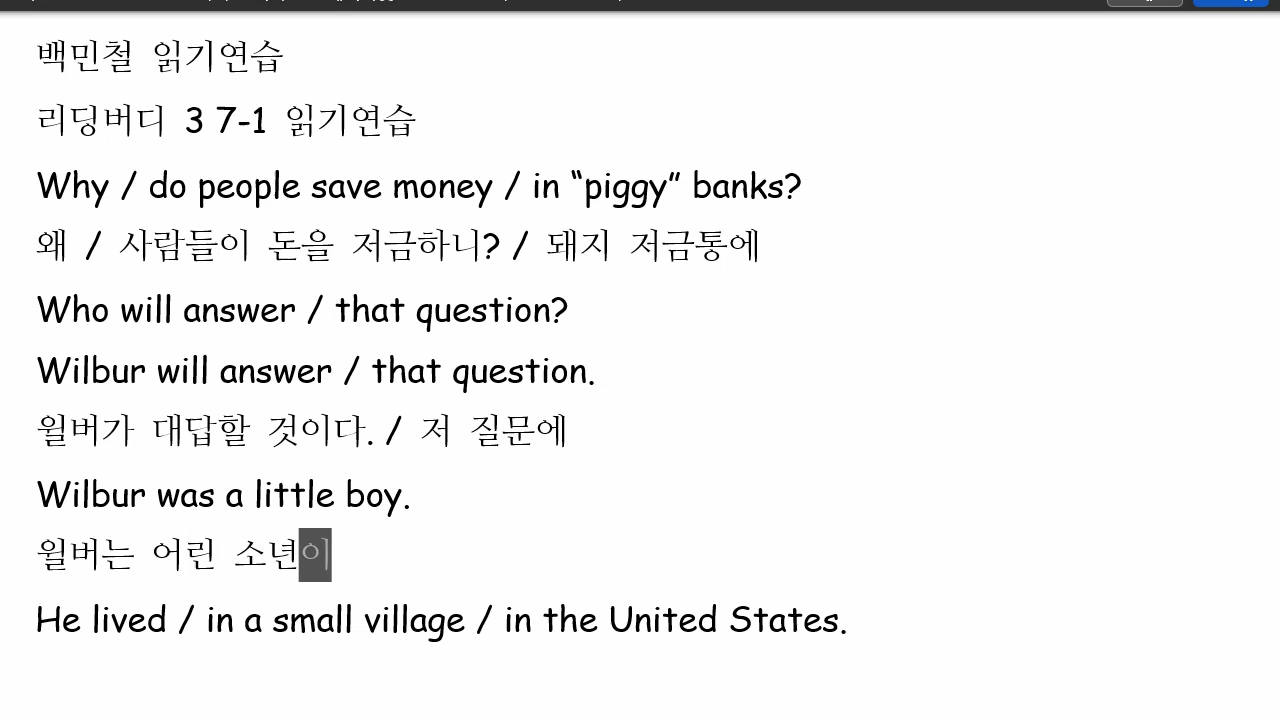 백민철 읽기연습
리딩버디 3 7-1 읽기연습
Why / do people save money / in “piggy” banks?
왜 / 사람들이 돈을 저금하니? / 돼지 저금통에
Who will answer / that question?
Wilbur will answer / that question.
윌버가 대답할 것이다. / 저 질문에
Wilbur was a little boy.
윌버는 어린 소년이
He lived / in a small village / in the United States.